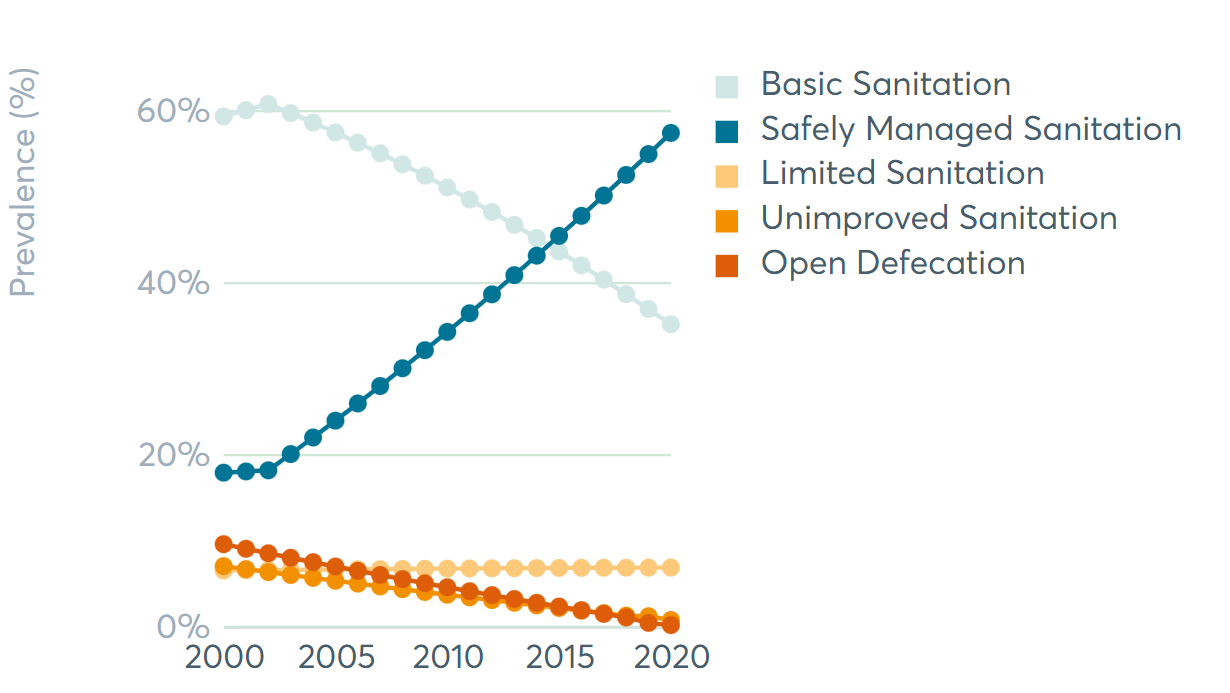 Prevalence (%)
60%
40%
20%
0%
2000 2005 2010 2015 2020
Basic Sanitation
Safely Managed Sanitation
Limited Sanitation
Unimproved Sanitation
Open Defecation